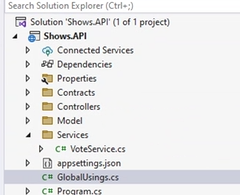 Search Solution Explorer (Ctrl+;)
Solution 'Shows.API' (1 of 1 project)
Shows.API
Connected Services
Dependencies
Properties
Contracts
Controllers
Model
Services
C# VoteService.cs
appsettings.json
C# GlobalUsings.cs
C# Program.cs